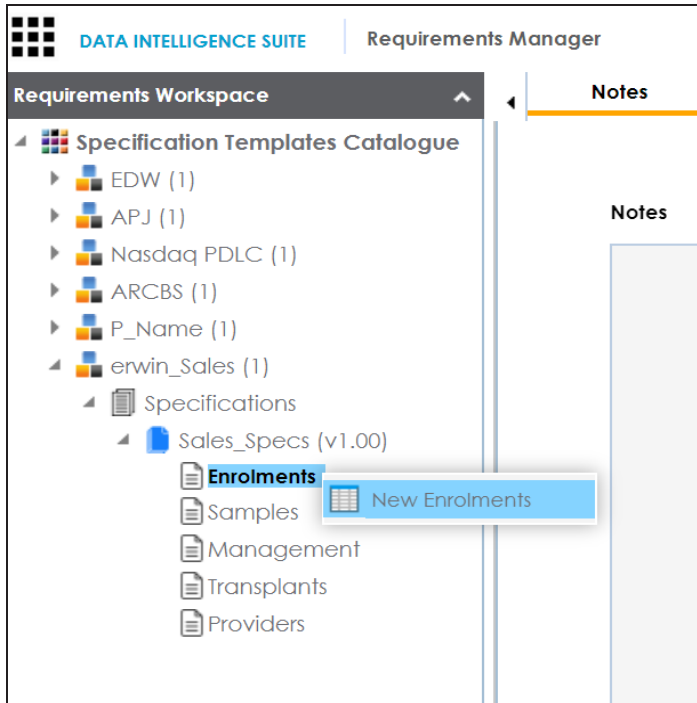 DATA INTELLIGENCE SUITE
Requirements Manager
Requirements Workspace
Notes
Specification Templates Catalogue
EDW (1)
APJ (1)
Notes
Nasdaq PDLC (1)
ARCBS (1)
P_Name (1)
erwin_Sales (1)
Specifications
Sales_Specs (v1.00)
Enrolments
New Enrolments
Samples
Management
Transplants
Providers